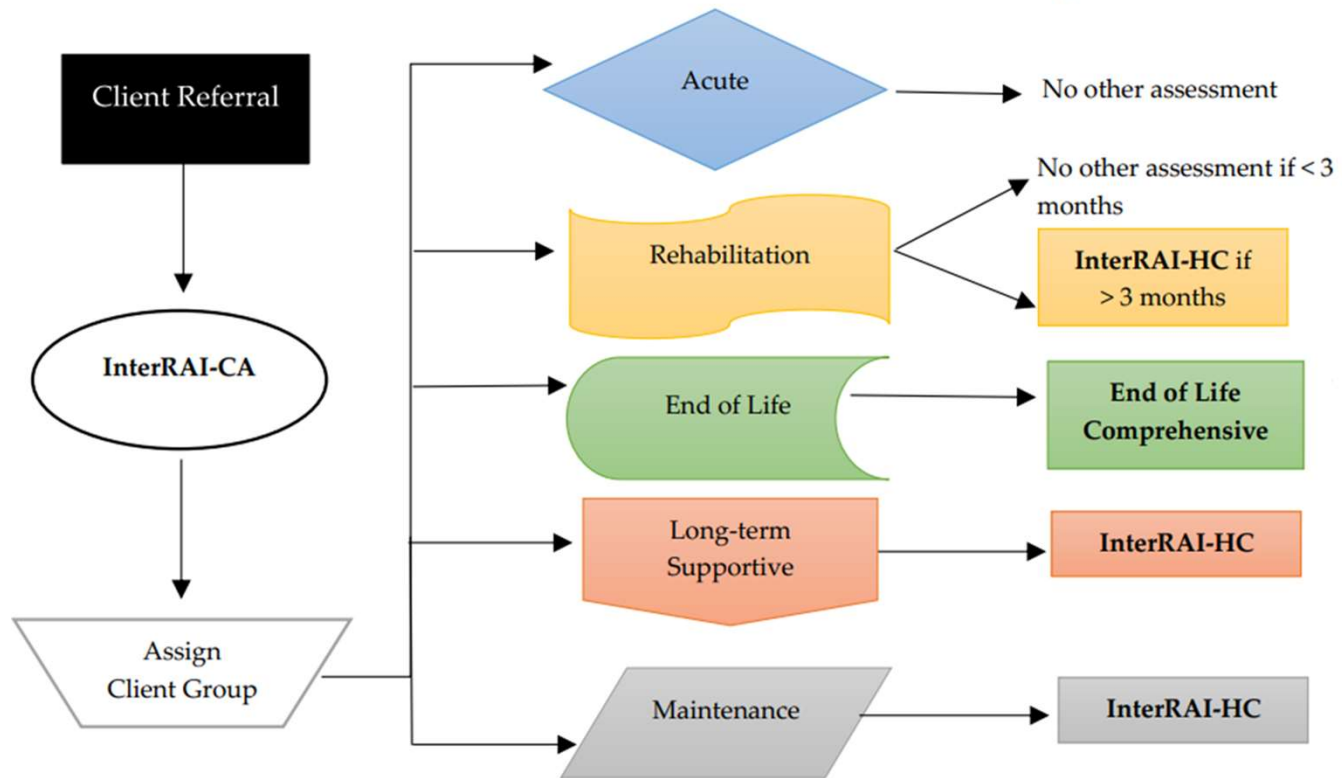 Client Referral
InterRAI-CA
Assign
Client Group
Acute
No other assessment
Rehabilitation
No other assessment if < 3
months
InterRAI-HC if
> 3 months
End of Life
End of Life
Comprehensive
Long-term
Supportive
InterRAI-HC
Maintenance
InterRAI-HC